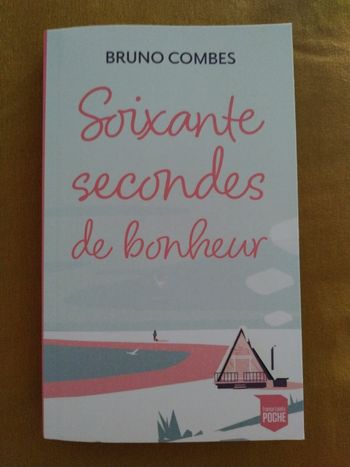 BRUNO COMBES
Soixante
secondes
de bonheur
POCHE